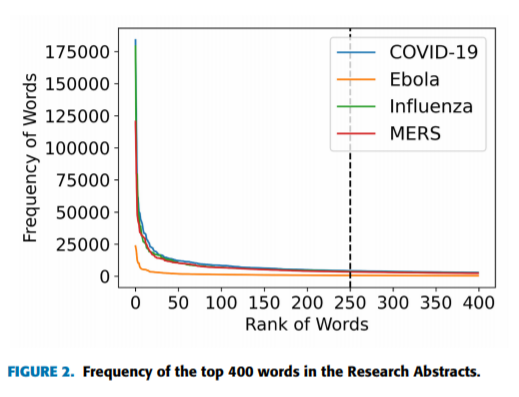 175000
150000
125000
100000
75000
50000
25000
0
Frequency of Words
COVID-19
Ebola
Influenza
MERS
0 50 100 150 200 250 300 350 400
Rank of Words
FIGURE 2. Frequency of the top 400 words in the Research Abstracts.